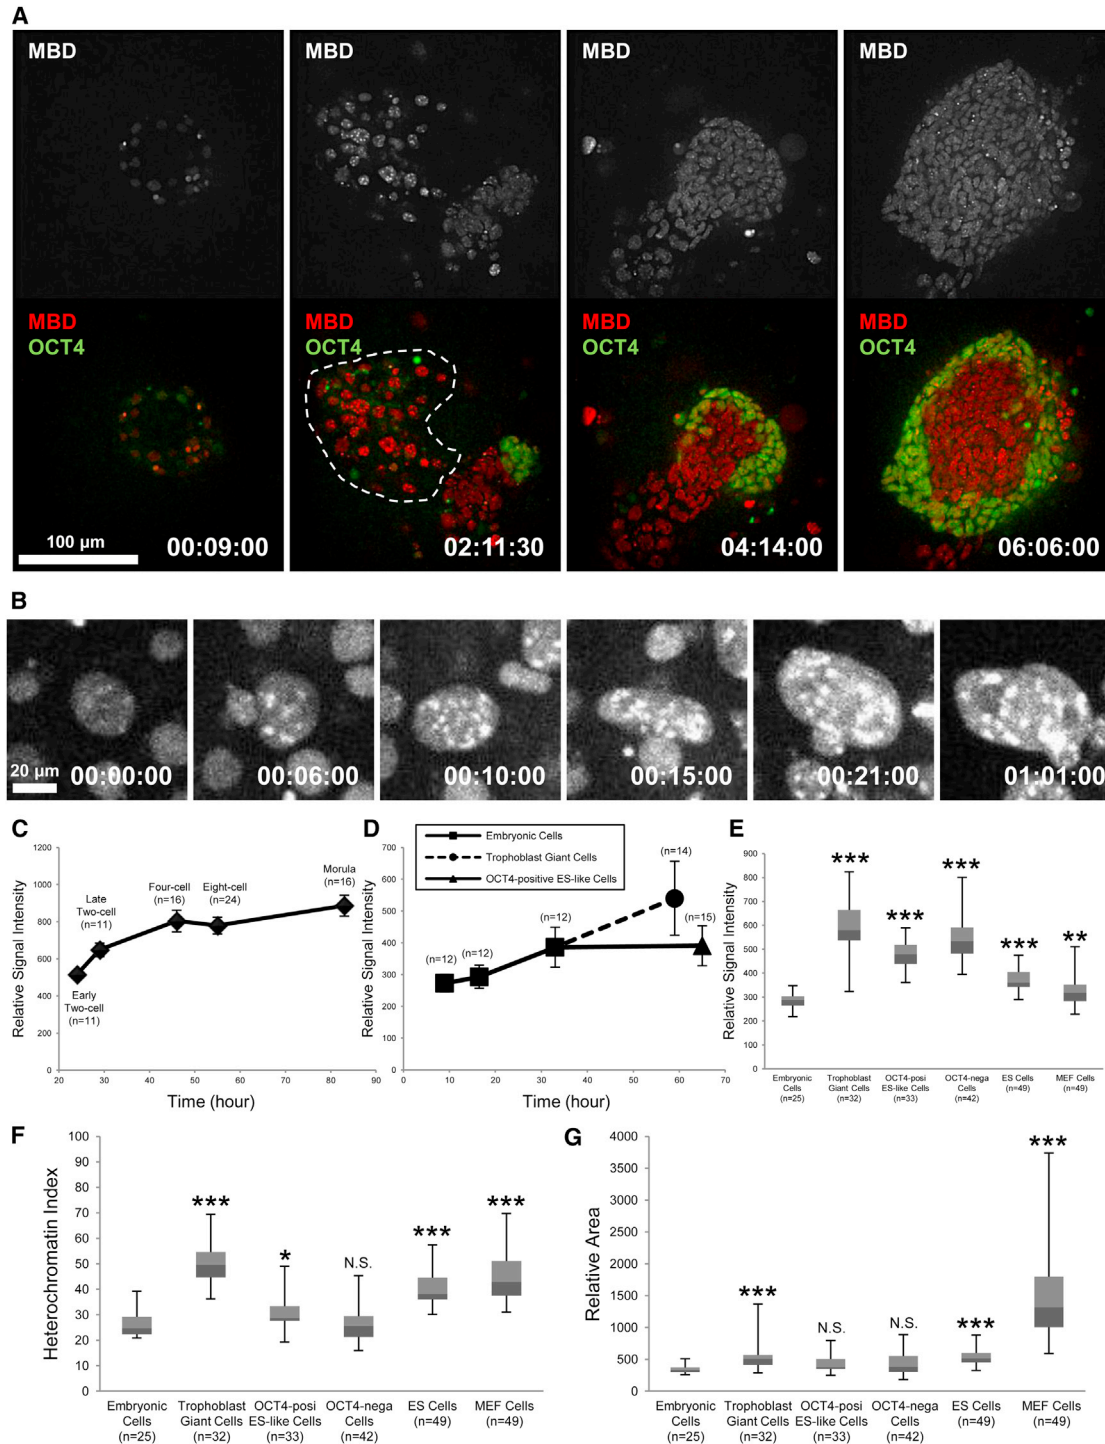 A
MBD
MBD
MBD
MBD
MBD
OCT4
MBD
OCT4
MBD
OCT4
MBD
OCT4
100 µm
00:09:00
02:11:30
04:14:00
06:06:00
B
20 µm
00:00:00
00:06:00
00:10:00
00:15:00
00:21:00
01:01:00
C
Relative Signal Intensity
1200
1000
800
600
400
200
0
Early
Two-cell
(n=11)
Late
Two-cell
(n=11)
Four-cell
(n=16)
Eight-cell
(n=24)
Morula
(n=16)
20 30 40 50 60 70 80 90
Time (hour)
D
Embryonic Cells
Trophoblast Giant Cells
OCT4-positive ES-like Cells
Relative Signal Intensity
700
600
500
400
300
200
100
0
(n=12)
(n=12)
(n=12)
(n=14)
(n=15)
0 10 20 30 40 50 60 70
Time (hour)
E
Relative Signal Intensity
900
800
700
600
500
400
300
200
100
0
***
***
***
***
**
Embryonic
Cells
(n=25)
Trophoblast
Giant Cells
(n=32)
OCT4-posi
ES-like Cells
(n=33)
OCT4-nega
Cells
(n=42)
ES Cells
(n=49)
MEF Cells
(n=49)
F
Heterochromatin Index
100
90
80
70
60
50
40
30
20
10
0
***
*
N.S.
***
***
Embryonic
Cells
(n=25)
Trophoblast
Giant Cells
(n=32)
OCT4-posi
ES-like Cells
(n=33)
OCT4-nega
Cells
(n=42)
ES Cells
(n=49)
MEF Cells
(n=49)
G
Relative Area
4000
3500
3000
2500
2000
1500
1000
500
0
***
N.S.
N.S.
***
***
Embryonic
Cells
(n=25)
Trophoblast
Giant Cells
(n=32)
OCT4-posi
ES-like Cells
(n=33)
OCT4-nega
Cells
(n=42)
ES Cells
(n=49)
MEF Cells
(n=49)